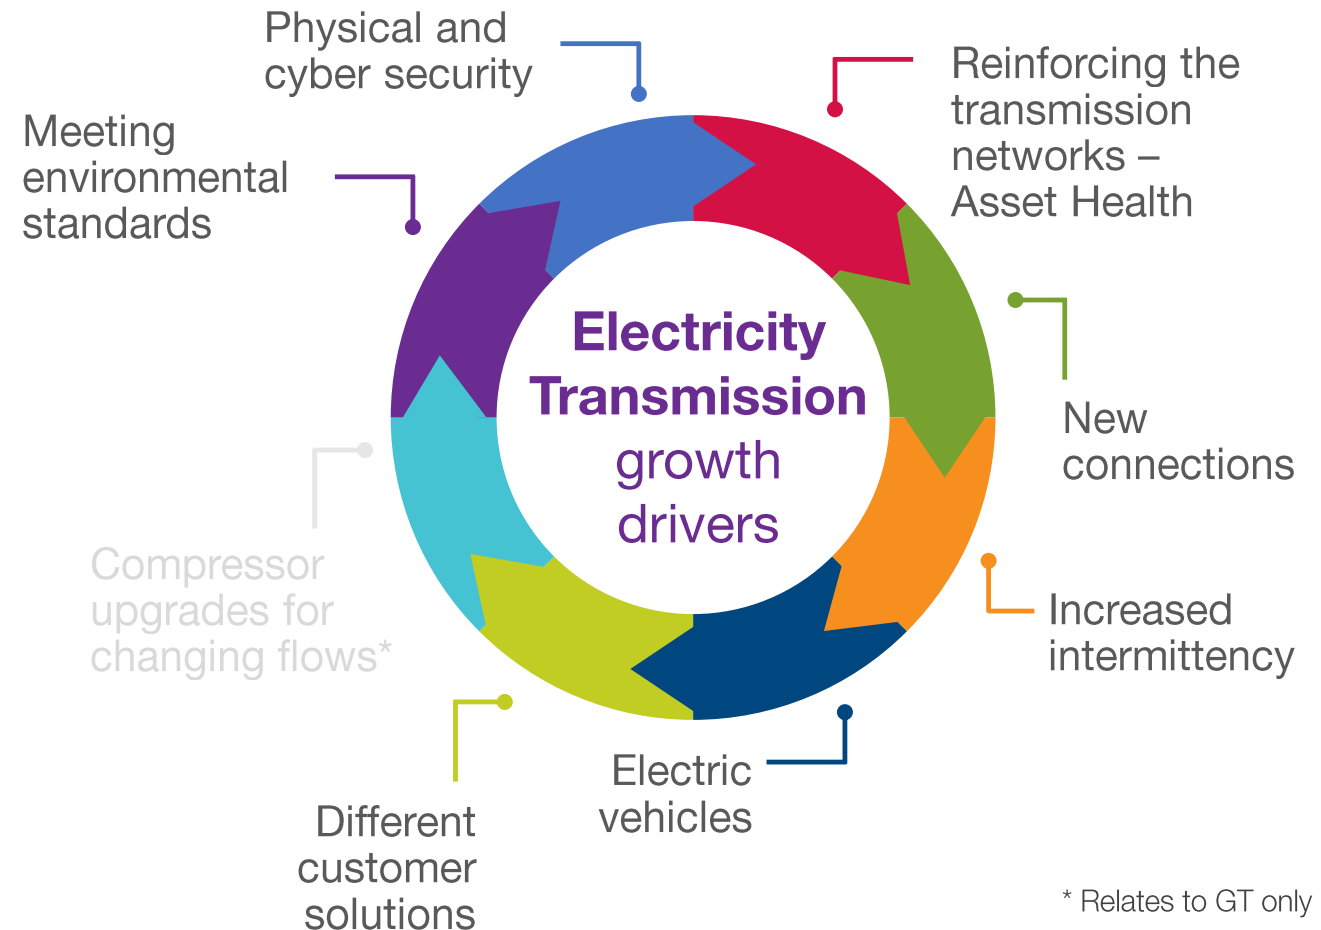 Physical and
cyber security
Reinforcing the
transmission
networks –
Asset Health
Meeting
environmental
standards
Electricity
Transmission
growth
drivers
New
connections
Compressor
upgrades for
changing flows*
Increased
intermittency
Electric
vehicles
Different
customer
solutions
* Relates to GT only